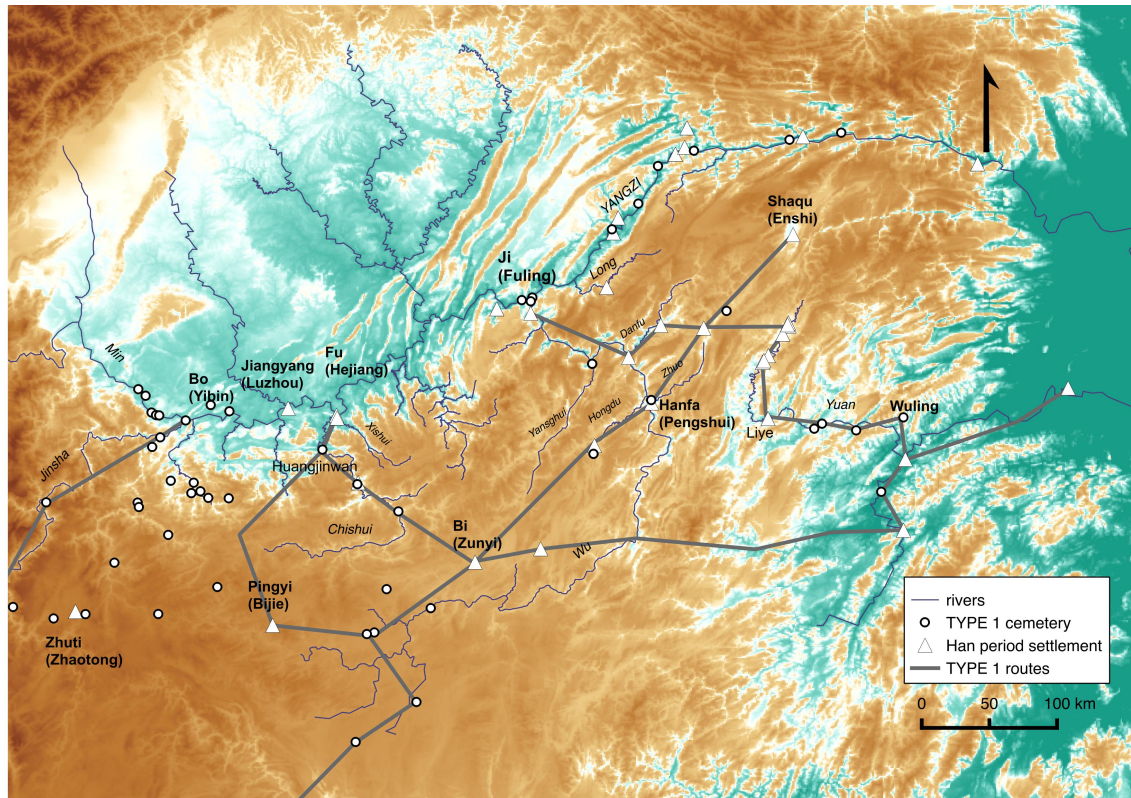 Shaqu
(Enshi)
YANGZI
Ji
(Fuling)
Long
Danfu
Min
Fu
(Hejiang)
Jiangyang
(Luzhou)
Bo
(Yibin)
Zhuo
Xishui
Yansghui
Hongdu
Hanfa
(Pengshui)
Yuan
Wuling
Liye
Jinsha
Huangjinwan
Chishui
Bi
(Zunyi)
Wu
Pingyi
(Bijie)
Zhuti
(Zhaotong)
rivers
TYPE 1 cemetery
Han period settlement
TYPE 1 routes
0 50 100 km